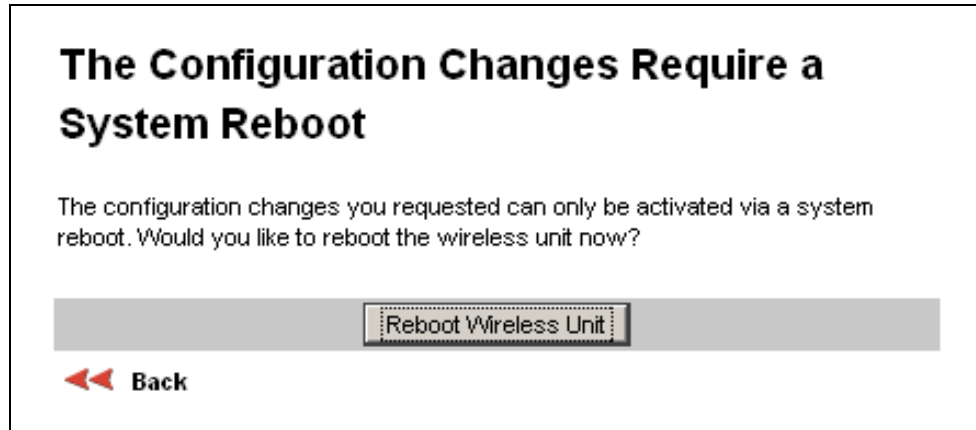 The Configuration Changes Require a
System Reboot
The configuration changes you requested can only be activated via a system
reboot. Would you like to reboot the wireless unit now?
Reboot Wireless Unit
Back